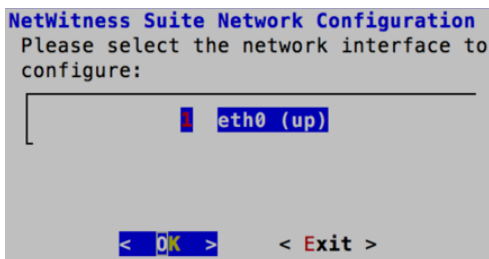 NetWitness Suite Network Configuration
Please select the network interface to
configure:
1 eth0 (up)
< OK > < Exit >